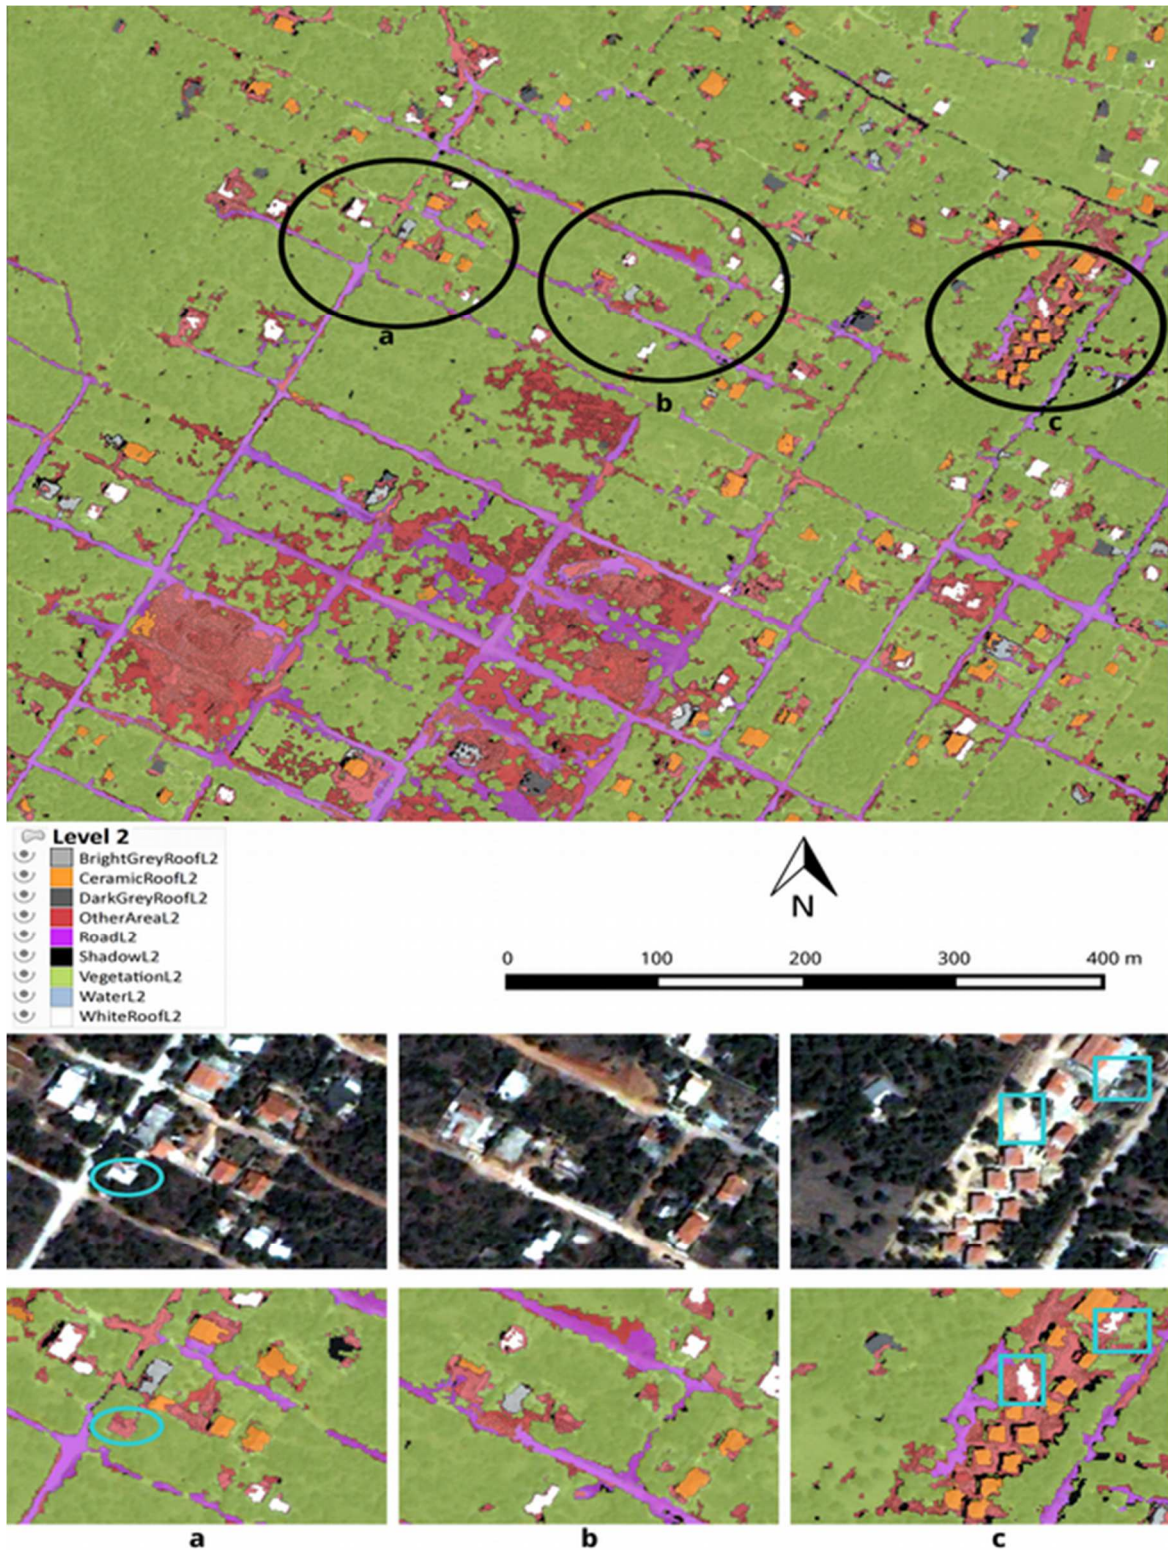 a
b
c
Level 2
BrightGreyRoofL2
CeramicRoofL2
DarkGreyRoofL2
OtherAreaL2
RoadL2
ShadowL2
VegetationL2
WaterL2
WhiteRoofL2
N
0 100 200 300 400 m
a b c